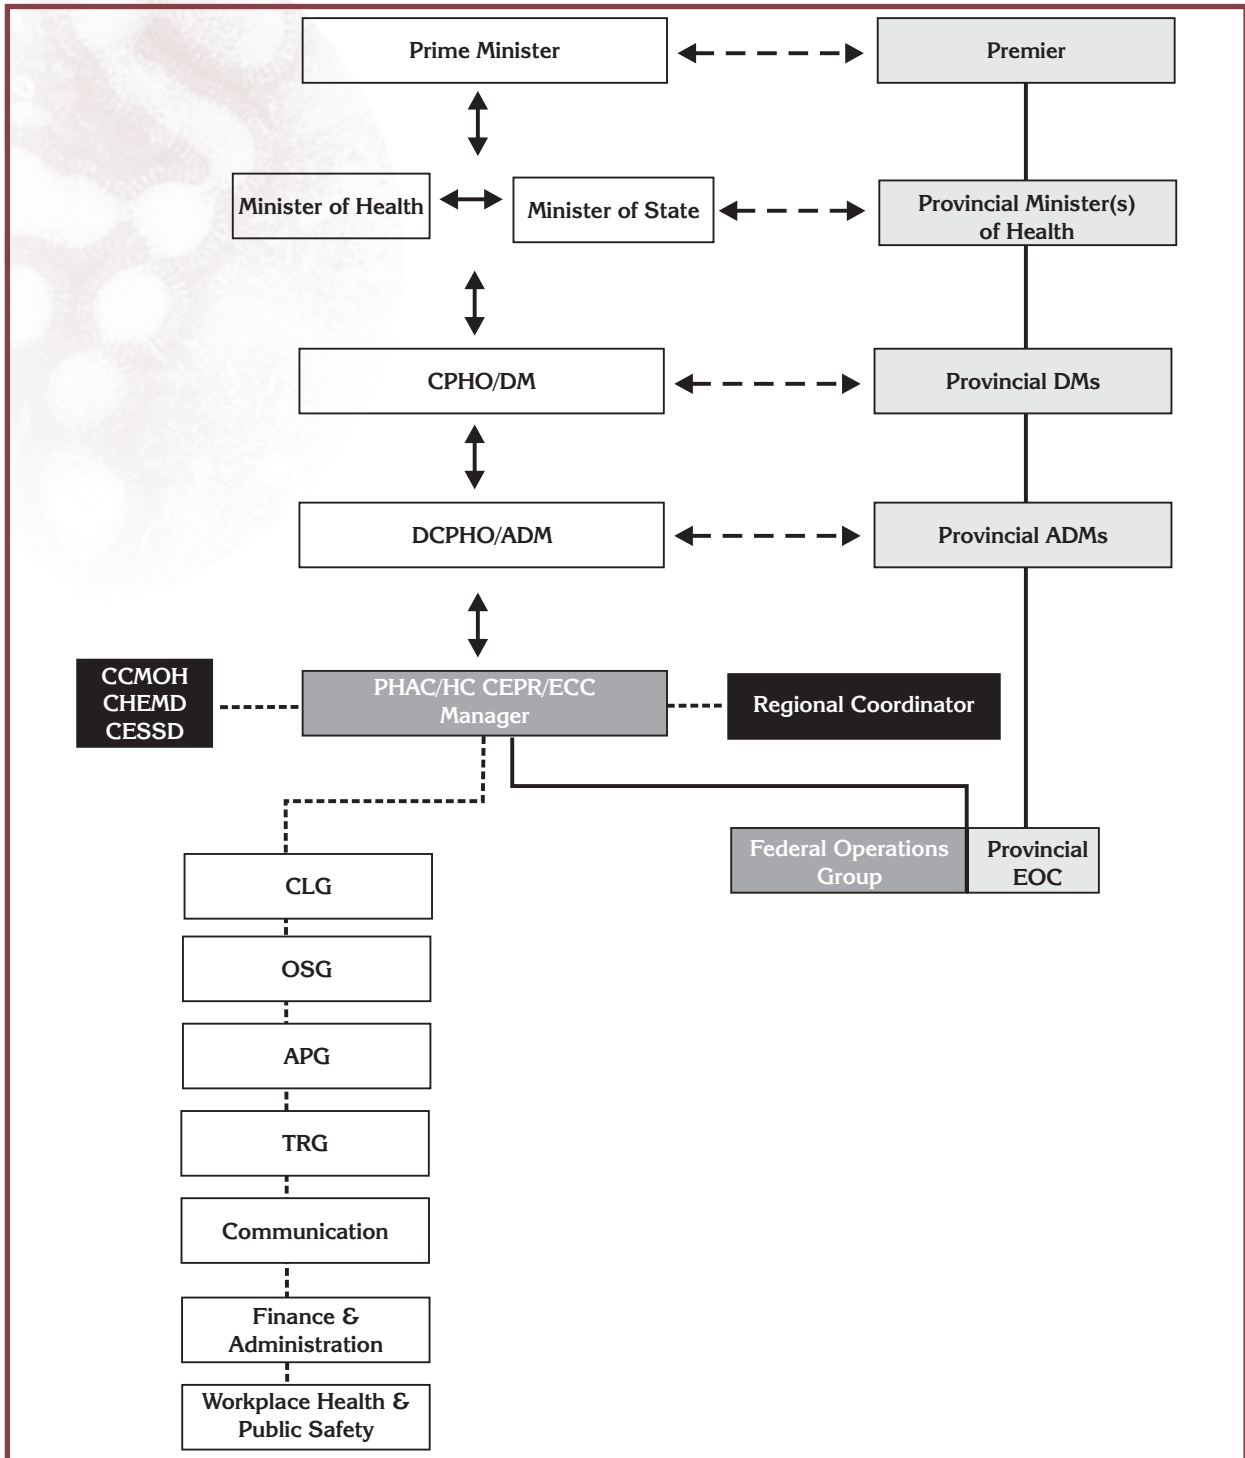 Prime Minister
Premier
Minister of Health
Minister of State
Provincial Minister(s)
of Health
CPHO/DM
Provincial DMs
DCPHO/ADM
Provincial ADMs
CCMOH
CHEMD
CESSD
PHAC/HC CEPR/ECC
Manager
Regional Coordinator
Federal Operations
Group
Provincial
EOC
CLG
OSG
APG
TRG
Communication
Finance &
Administration
Workplace Health &
Public Safety